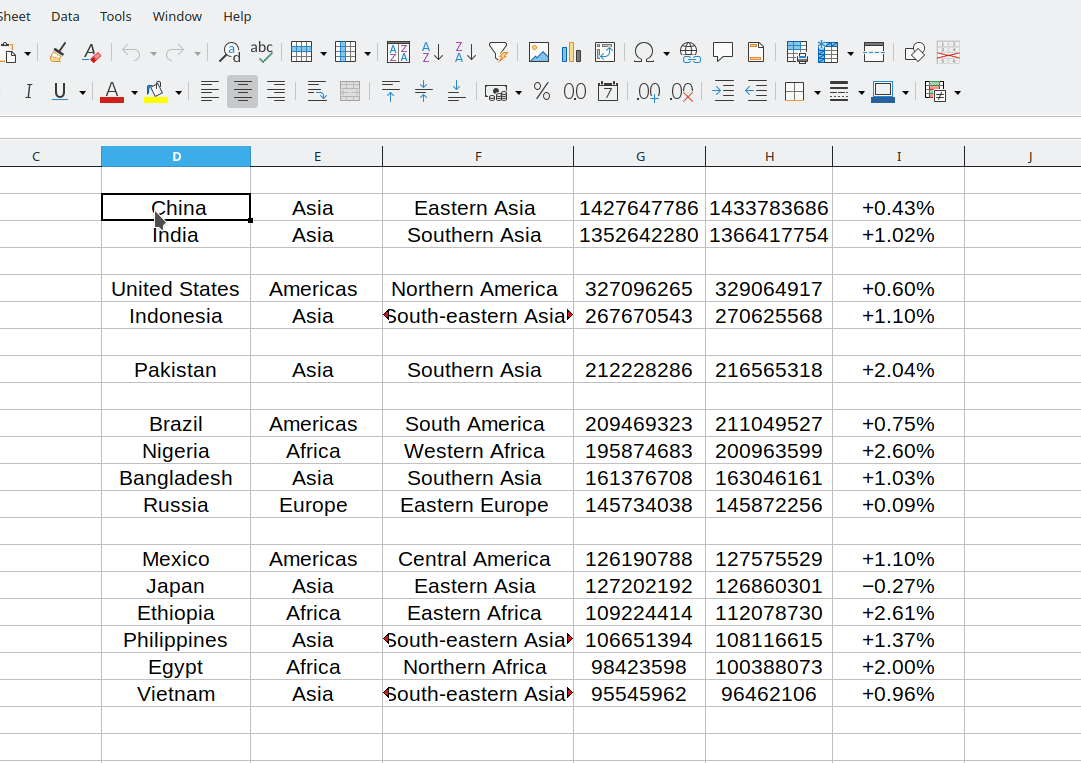 Sheet Data Tools Window Help
abc
A Z A Z A Z Z A Ω
I U A % 0.0 7 .00 .00
C D E F G H I J
China Asia Eastern Asia 1427647786 1433783686 +0.43%
India Asia Southern Asia 1352642280 1366417754 +1.02%
United States Americas Northern America 327096265 329064917 +0.60%
Indonesia Asia South-eastern Asia 267670543 270625568 +1.10%
Pakistan Asia Southern Asia 212228286 216565318 +2.04%
Brazil Americas South America 209469323 211049527 +0.75%
Nigeria Africa Western Africa 195874683 200963599 +2.60%
Bangladesh Asia Southern Asia 161376708 163046161 +1.03%
Russia Europe Eastern Europe 145734038 145872256 +0.09%
Mexico Americas Central America 126190788 127575529 +1.10%
Japan Asia Eastern Asia 127202192 126860301 −0.27%
Ethiopia Africa Eastern Africa 109224414 112078730 +2.61%
Philippines Asia South-eastern Asia 106651394 108116615 +1.37%
Egypt Africa Northern Africa 98423598 100388073 +2.00%
Vietnam Asia South-eastern Asia 95545962 96462106 +0.96%